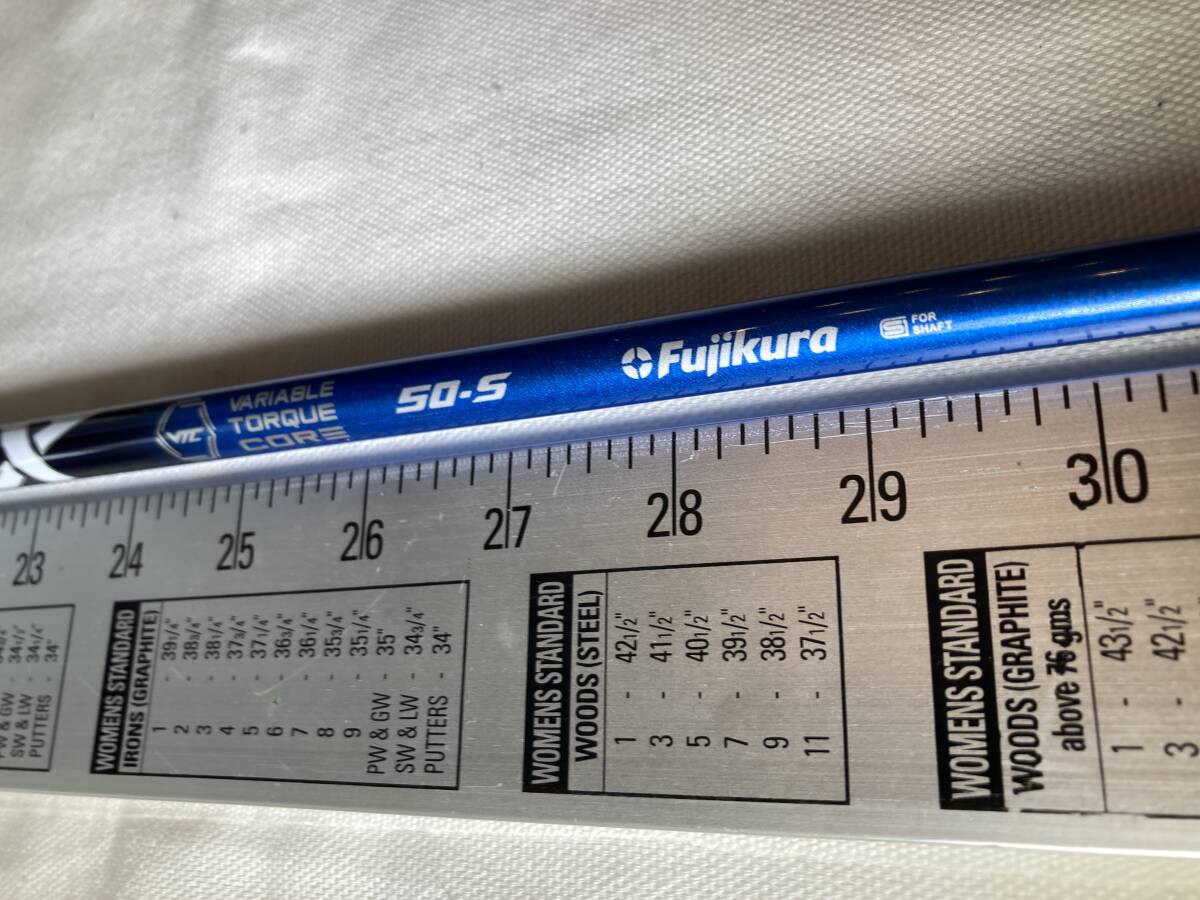 VTC
VARIABLE
TORQUE
CORE
50-S
Fujikura
FOR
SHAFT
23
24
25
26
27
28
29
30
SW & LW - 34 1/4"
PUTTERS - 34"
WOMENS STANDARD
IRONS (GRAPHITE)
1 - 39 1/4"
2 - 38 3/4"
3 - 38 1/4"
4 - 37 3/4"
5 - 37 1/4"
6 - 36 3/4"
7 - 36 1/4"
8 - 35 3/4"
9 - 35 1/4"
PW & GW - 35"
SW & LW - 34 3/4"
PUTTERS - 34"
WOMENS STANDARD
WOODS (STEEL)
1 - 42 1/2"
3 - 41 1/2"
5 - 40 1/2"
7 - 39 1/2"
9 - 38 1/2"
11 - 37 1/2"
WOMENS STANDARD
WOODS (GRAPHITE)
above gms
1 - 43 1/2"
3 - 42 1/2"